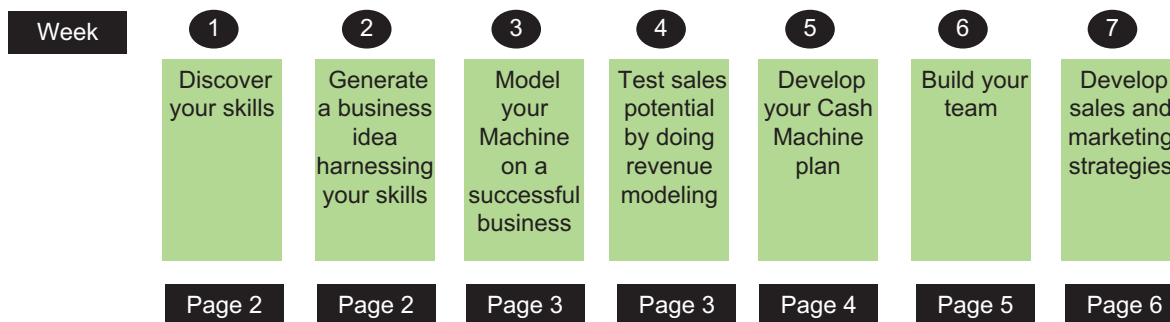 Week
1
2
3
4
5
6
7
Discover
your skills
Generate
a business
idea
harnessing
your skills
Model
your
Machine
on a
successful
business
Test sales
potential
by doing
revenue
modeling
Develop
your Cash
Machine
plan
Build your
team
Develop
sales and
marketing
strategies
Page 2
Page 2
Page 3
Page 3
Page 4
Page 5
Page 6